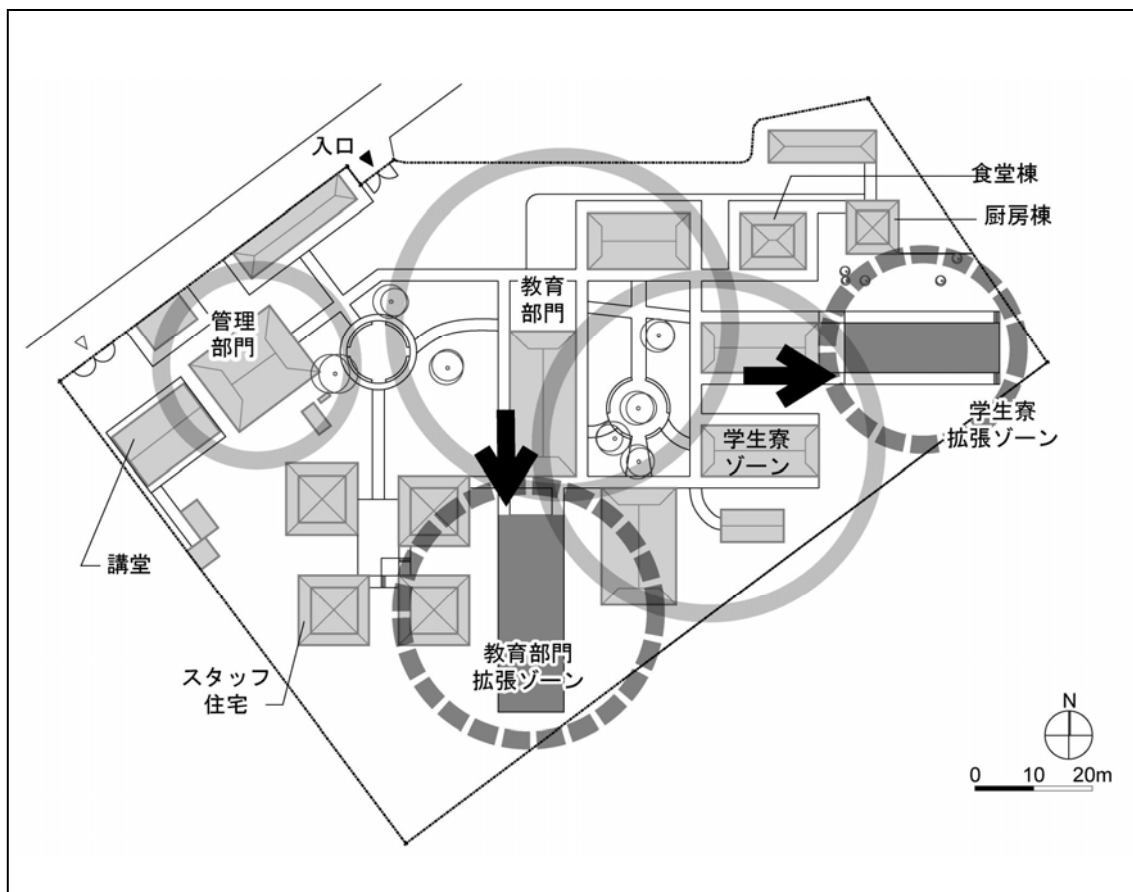 入口
食堂棟
厨房棟
教育
部門
管理
部門
学生寮
拡張ゾーン
学生寮
ゾーン
講堂
教育部門
拡張ゾーン
スタッフ
住宅
N
0 10 20m